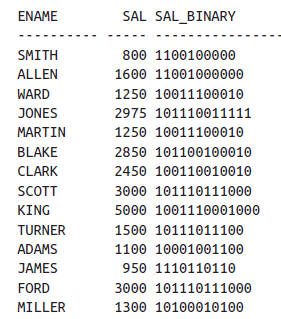 ENAME        SAL SAL_BINARY
---------- ----- ----------------
SMITH        800 1100100000
ALLEN       1600 11001000000
WARD        1250 10011100010
JONES       2975 101110011111
MARTIN      1250 10011100010
BLAKE       2850 101100100010
CLARK       2450 100110010010
SCOTT       3000 101110111000
KING        5000 1001110001000
TURNER      1500 10111011100
ADAMS       1100 10001001100
JAMES        950 1110110110
FORD        3000 101110111000
MILLER      1300 10100010100